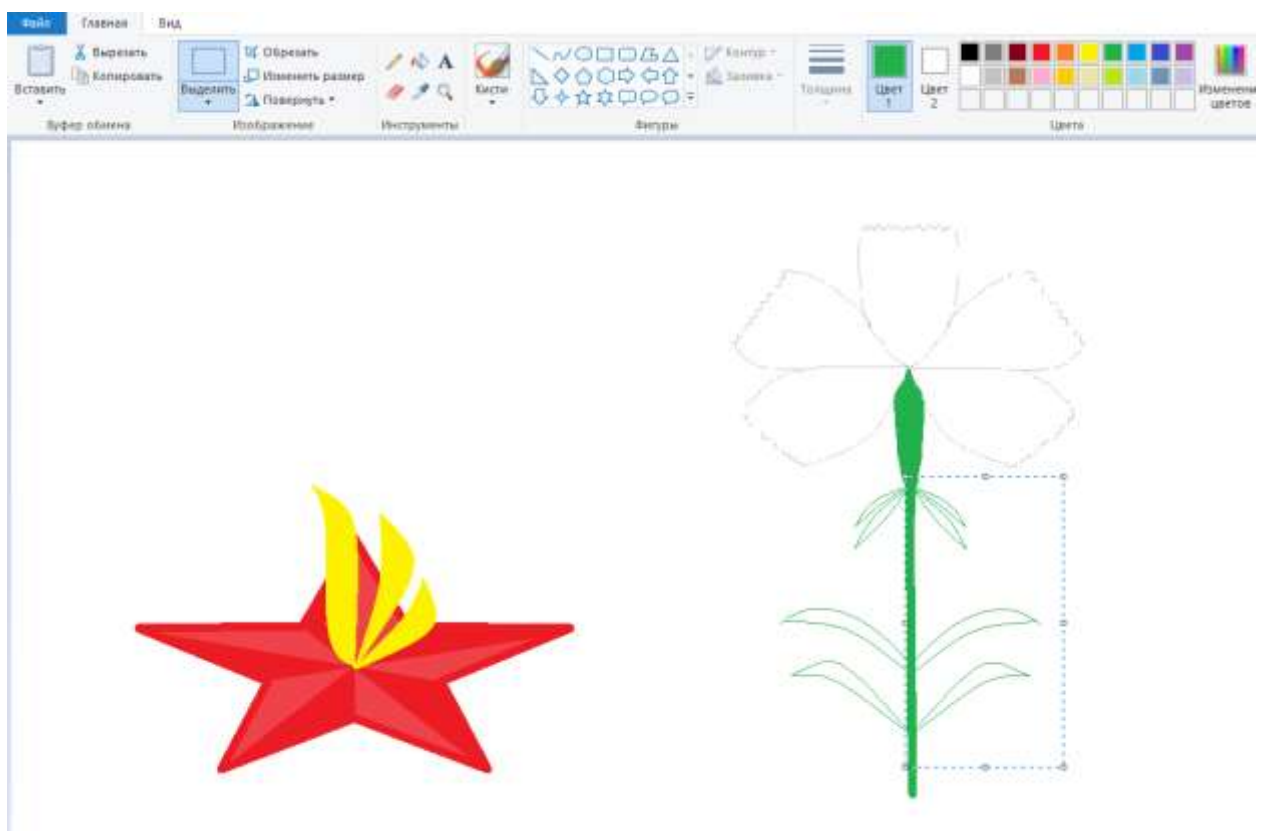 Файл Главная Вид
Вставить
Вырезать
Копировать
Буфер обмена
Выделить
Обрезать
Изменить размер
Повернуть
Изображение
A
Инструменты
Кисти
Контур
Заливка
Фигуры
Толщина
Цвет 1
Цвет 2
Цвета
Изменени
цветов